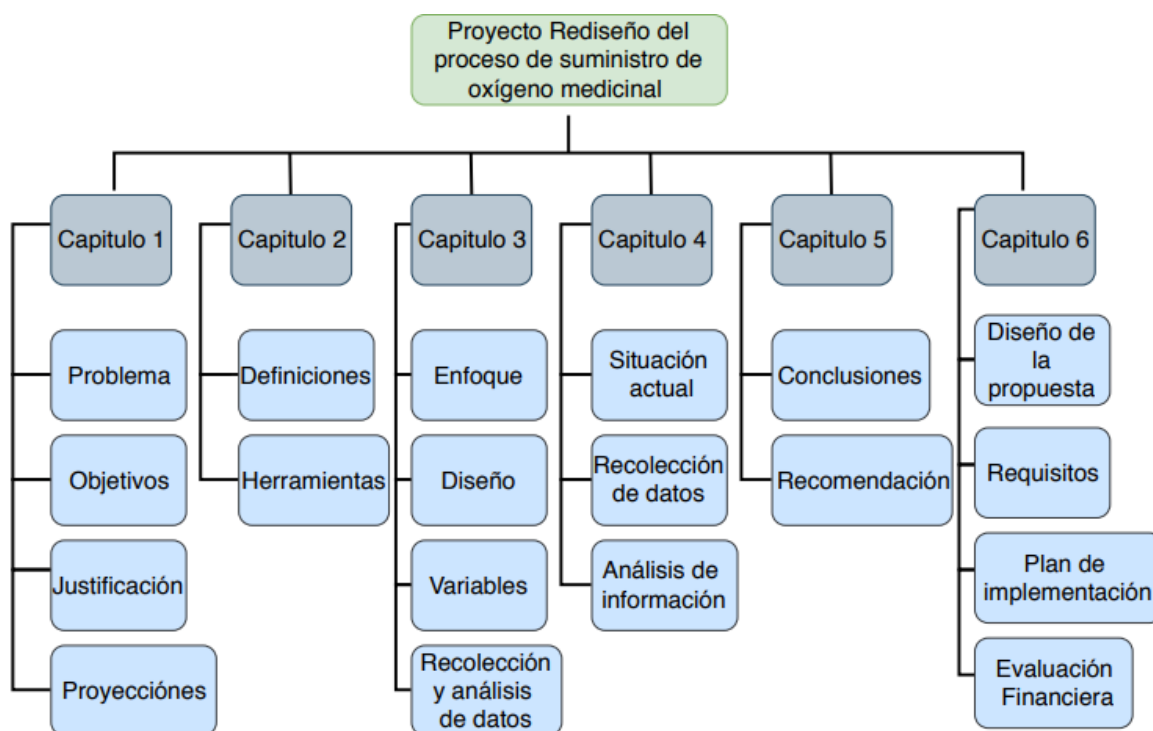 Proyecto Rediseño del
proceso de suministro de
oxígeno medicinal
Capitulo 1
Capitulo 2
Capitulo 3
Capitulo 4
Capitulo 5
Capitulo 6
Problema
Objetivos
Justificación
Proyecciónes
Definiciones
Herramientas
Enfoque
Diseño
Variables
Recolección
y análisis
de datos
Situación
actual
Recolección
de datos
Análisis de
información
Conclusiones
Recomendación
Diseño de
la
propuesta
Requisitos
Plan de
implementación
Evaluación
Financiera